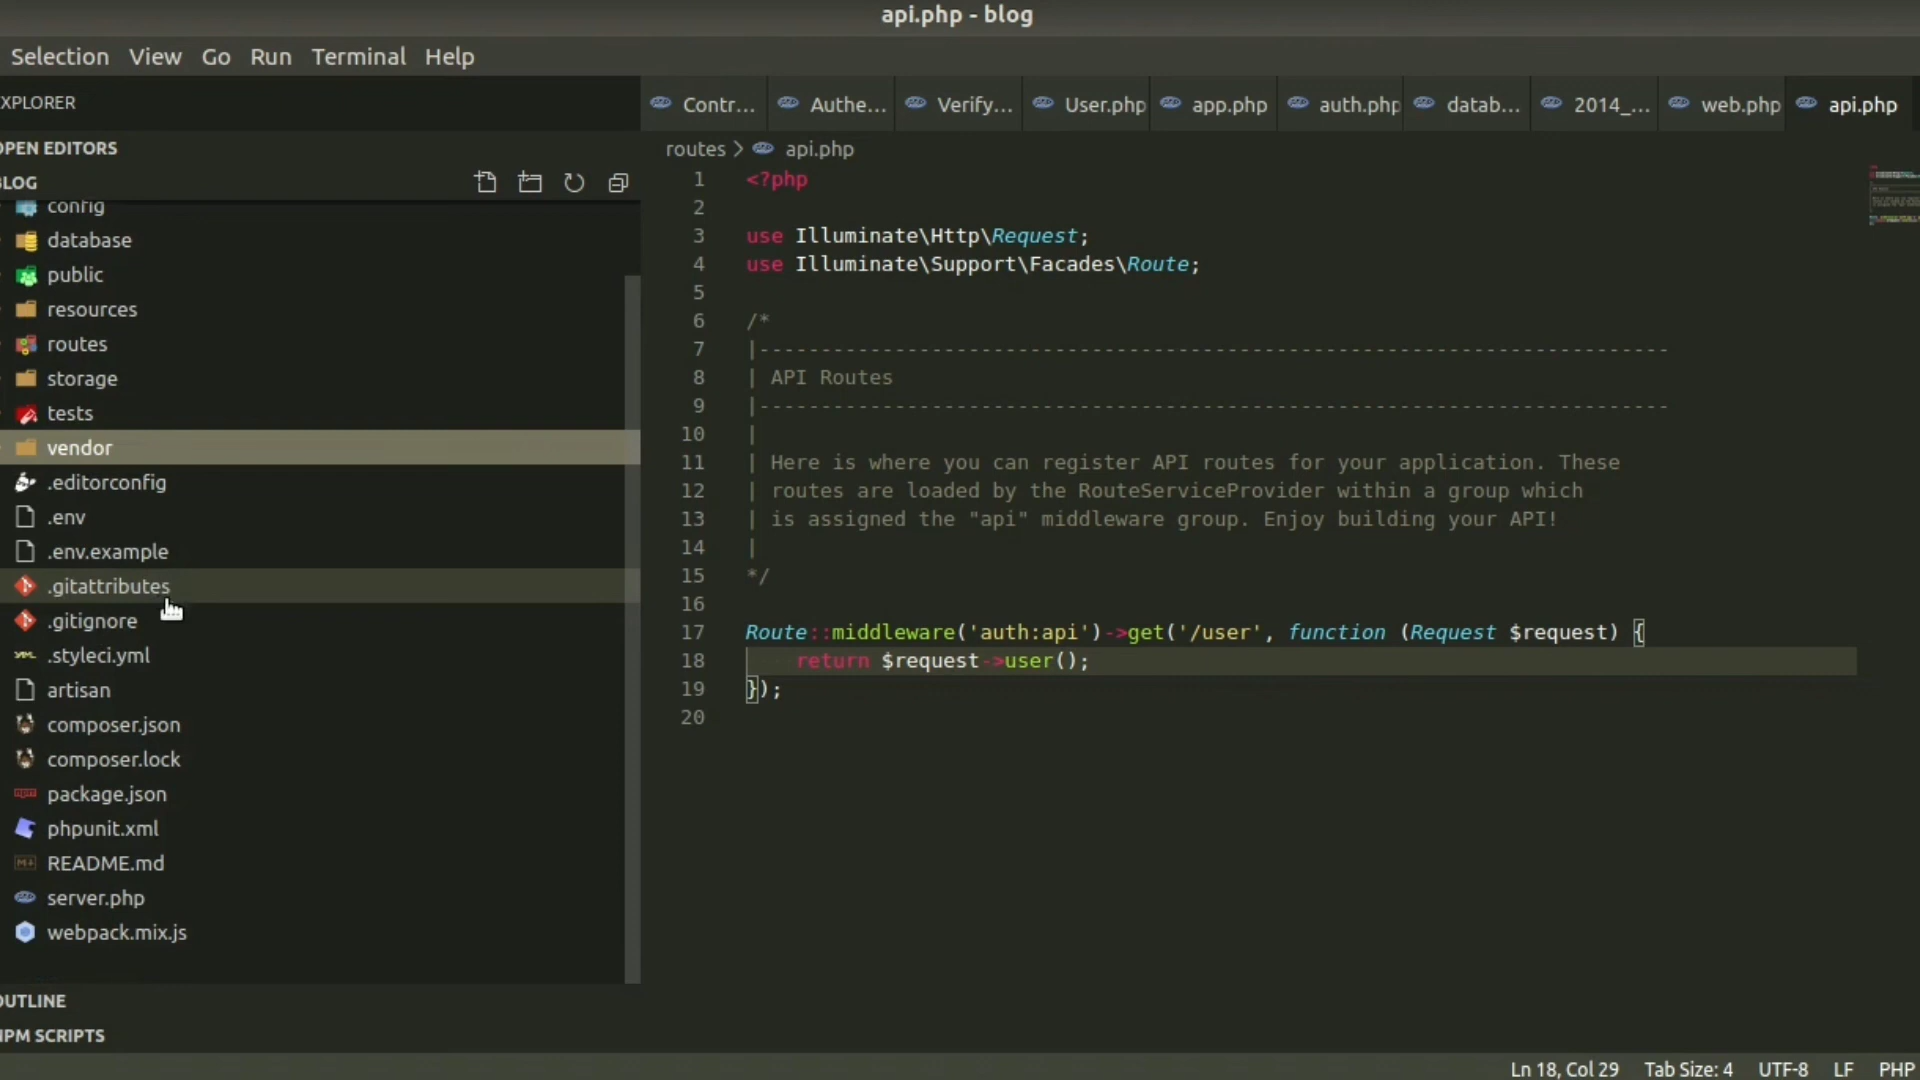 api.php - blog
Selection View Go Run Terminal Help
XPLORER
OPEN EDITORS
BLOG
config
database
public
resources
routes
storage
tests
vendor
.editorconfig
.env
.env.example
.gitattributes
.gitignore
.styleci.yml
artisan
composer.json
composer.lock
package.json
phpunit.xml
README.md
server.php
webpack.mix.js
OUTLINE
NPM SCRIPTS
Contr... Authe... Verify... User.php app.php auth.php datab... 2014_... web.php api.php
routes > api.php
1 <?php
2
3 use Illuminate\Http\Request;
4 use Illuminate\Support\Facades\Route;
5
6 /*
7 |--------------------------------------------------------------------------
8 | API Routes
9 |--------------------------------------------------------------------------
10 |
11 | Here is where you can register API routes for your application. These
12 | routes are loaded by the RouteServiceProvider within a group which
13 | is assigned the "api" middleware group. Enjoy building your API!
14 |
15 */
16
17 Route::middleware('auth:api')->get('/user', function (Request $request) {
18 return $request->user();
19 });
20
Ln 18, Col 29 Tab Size: 4 UTF-8 LF PHP